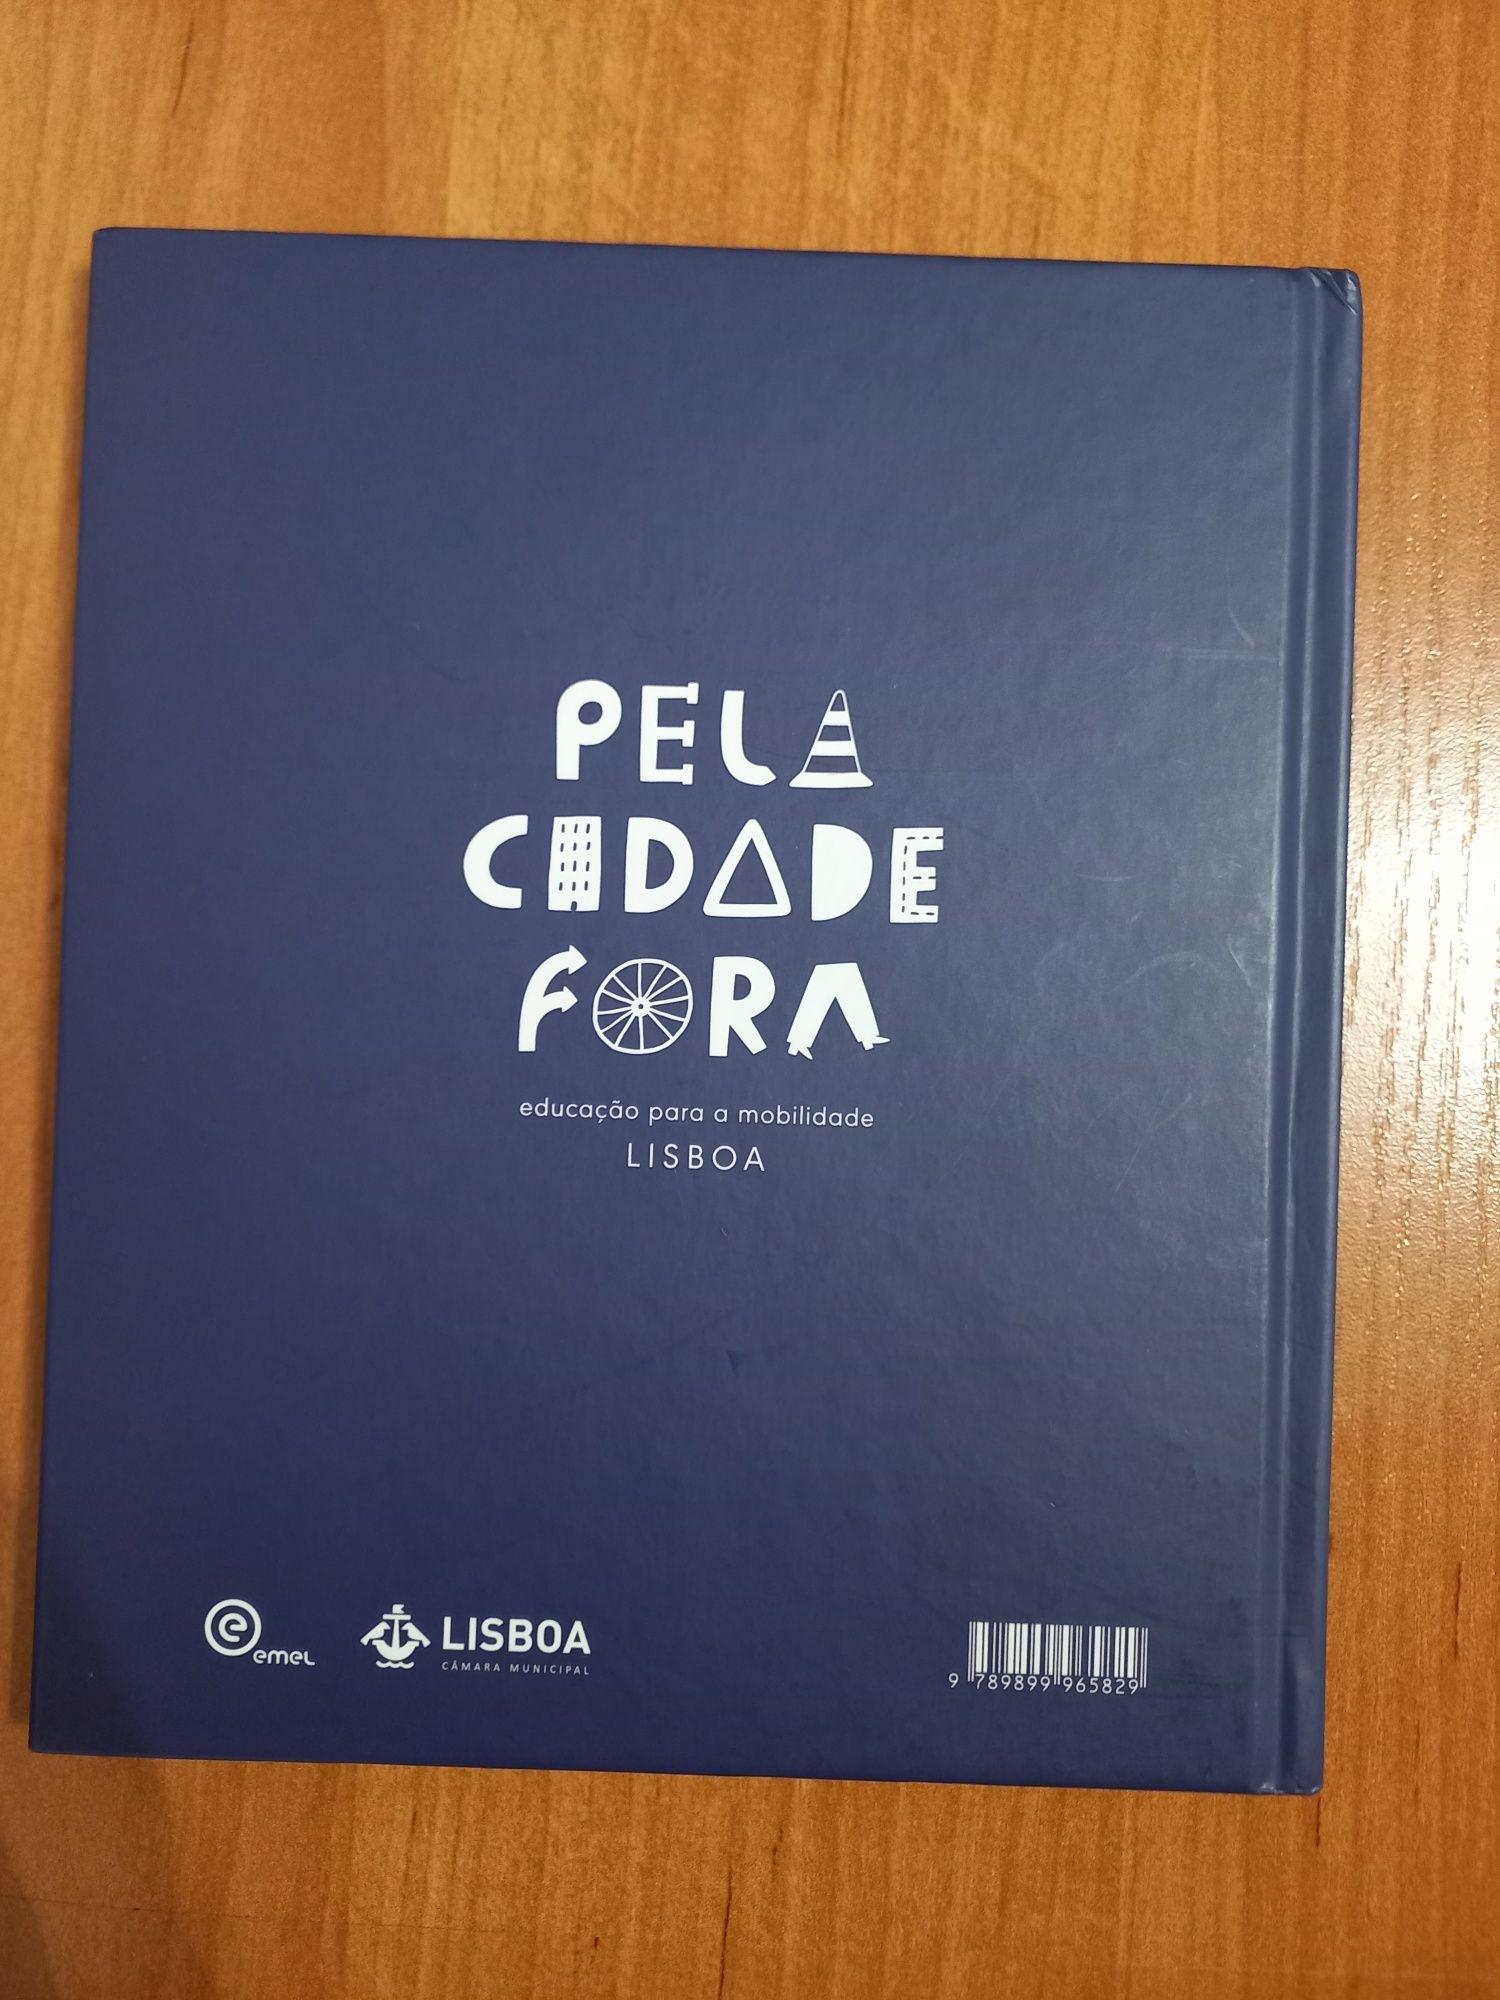 PELA
CIDADE
FORA
educação para a mobilidade
LISBOA
e
emel
LISBOA
CÂMARA MUNICIPAL
9 789899 965829